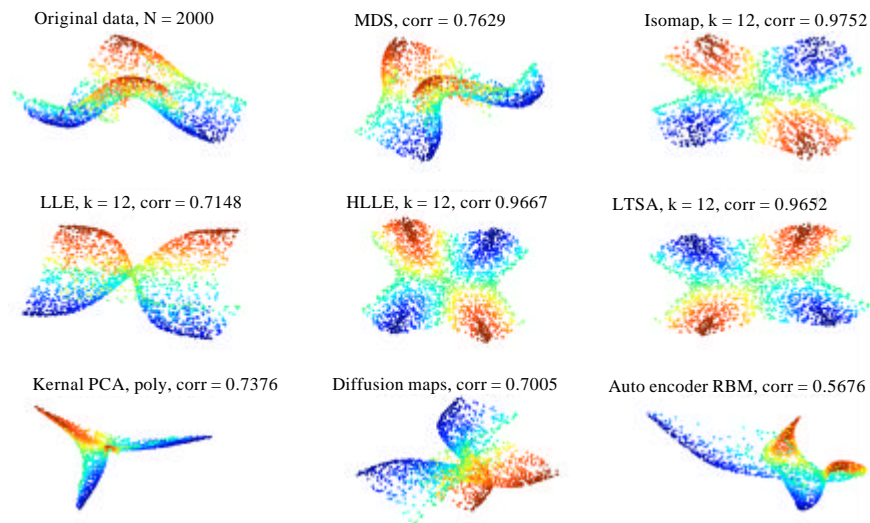 Original data, N = 2000
MDS, corr = 0.7629
Isomap, k = 12, corr = 0.9752
LLE, k = 12, corr = 0.7148
HLLE, k = 12, corr 0.9667
LTSA, k = 12, corr = 0.9652
Kernal PCA, poly, corr = 0.7376
Diffusion maps, corr = 0.7005
Auto encoder RBM, corr = 0.5676